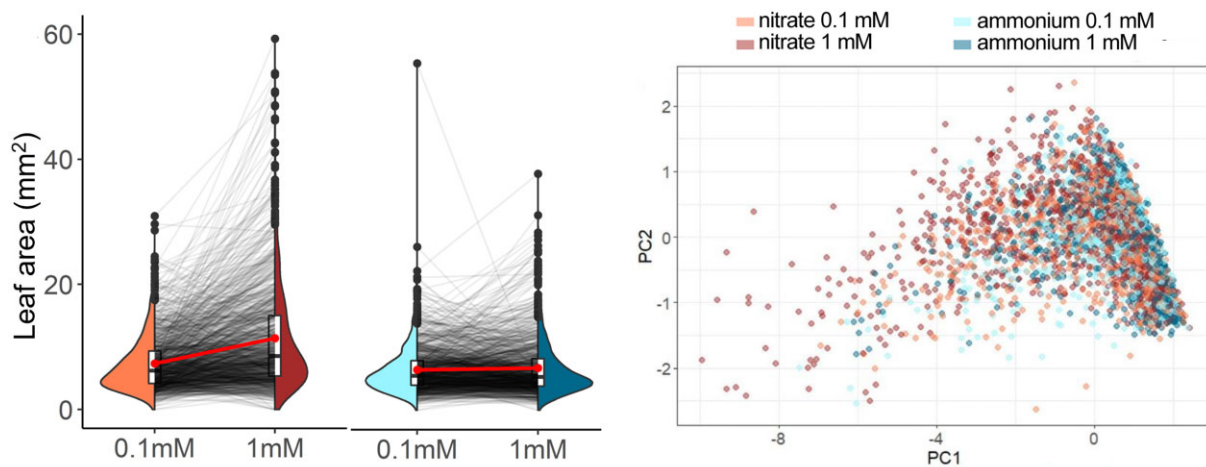 Leaf area (mm²)
60
40
20
0
0.1mM 1mM 0.1mM 1mM
nitrate 0.1 mM ammonium 0.1 mM
nitrate 1 mM ammonium 1 mM
PC2
2
1
0
-1
-2
-8 -4 0
PC1